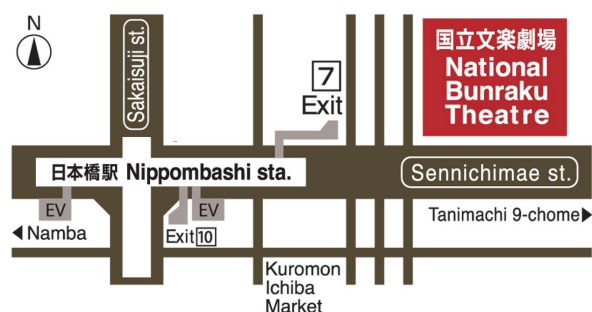 N
Sakaisuji st.
7
Exit
国立文楽劇場
National
Bunraku
Theatre
日本橋駅 Nippombashi sta.
Sennichimae st.
EV
EV
Namba
Exit 10
Tanimachi 9-chome
Kuromon
Ichiba
Market